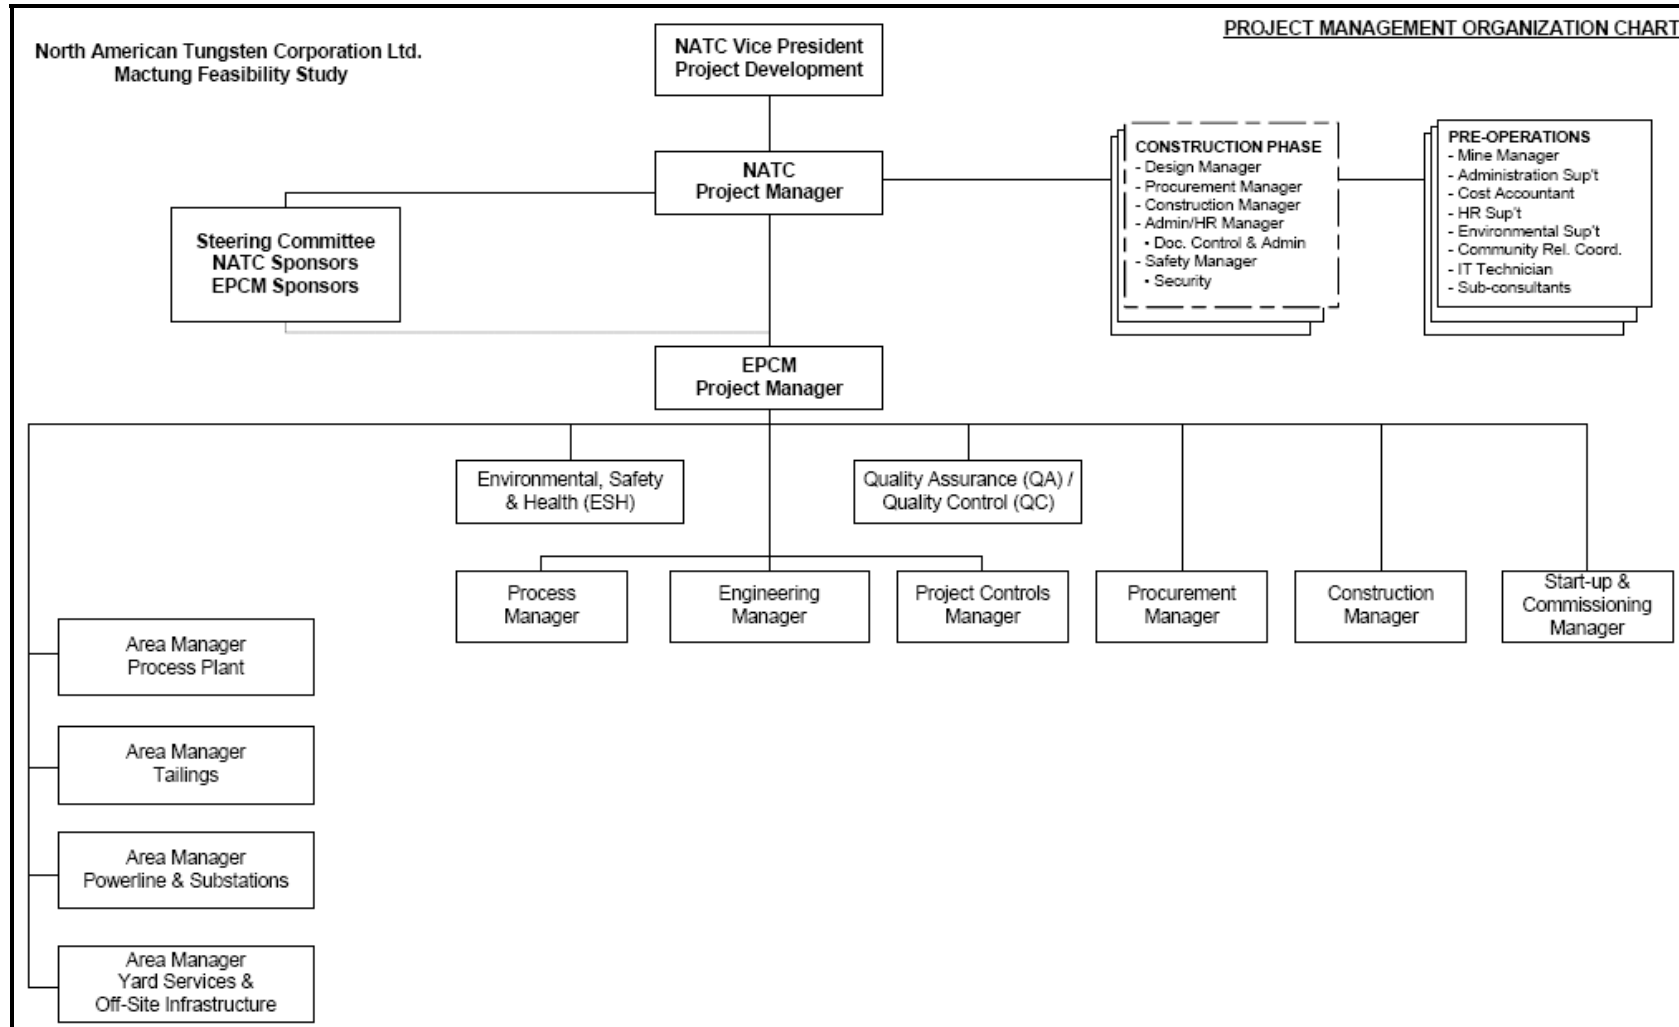 PROJECT MANAGEMENT ORGANIZATION CHART
North American Tungsten Corporation Ltd.
Mactung Feasibility Study
NATC Vice President
Project Development
NATC
Project Manager
CONSTRUCTION PHASE
- Design Manager
- Procurement Manager
- Construction Manager
- Admin/HR Manager
• Doc. Control & Admin
- Safety Manager
• Security
PRE-OPERATIONS
- Mine Manager
- Administration Sup't
- Cost Accountant
- HR Sup't
- Environmental Sup't
- Community Rel. Coord.
- IT Technician
- Sub-consultants
Steering Committee
NATC Sponsors
EPCM Sponsors
EPCM
Project Manager
Environmental, Safety
& Health (ESH)
Quality Assurance (QA) /
Quality Control (QC)
Process
Manager
Engineering
Manager
Project Controls
Manager
Procurement
Manager
Construction
Manager
Start-up &
Commissioning
Manager
Area Manager
Process Plant
Area Manager
Tailings
Area Manager
Powerline & Substations
Area Manager
Yard Services &
Off-Site Infrastructure